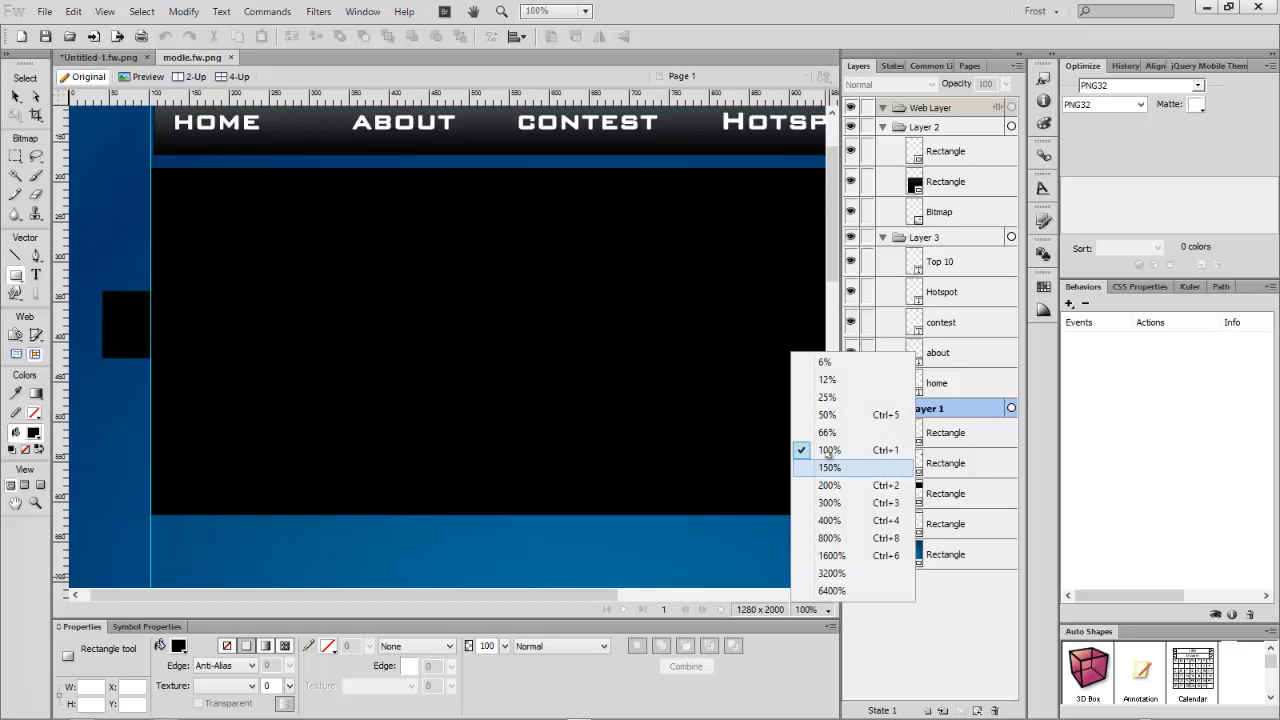 FW File Edit View Select Modify Text Commands Filters Window Help Br 100% Frost
*Untitled-1.fw.png × modle.fw.png ×
Original Preview 2-Up 4-Up Page 1
Select
Bitmap
Vector
Web
Colors
View
HOME ABOUT CONTEST HOTSP
6%
12%
25%
50% Ctrl+5
66%
100% Ctrl+1
150%
200% Ctrl+2
300% Ctrl+3
400% Ctrl+4
800% Ctrl+8
1600% Ctrl+6
3200%
6400%
1 1280 x 2000 100%
Layers States Common Li Pages
Normal Opacity 100
Web Layer
Layer 2
Rectangle
Rectangle
Bitmap
Layer 3
Top 10
Hotspot
contest
about
home
ayer 1
Rectangle
Rectangle
Rectangle
Rectangle
Rectangle
State 1
Optimize History Align jQuery Mobile Them
PNG32
PNG32 Matte:
Sort: 0 colors
Behaviors CSS Properties Kuler Path
Events Actions Info
Auto Shapes
3D Box Annotation Calendar
Properties Symbol Properties
Rectangle tool
W: X:
H: Y:
0 None 100 Normal
Edge: Anti-Alias 0 Edge: 0
Texture: 0 Texture: 0
Transparent
Combine